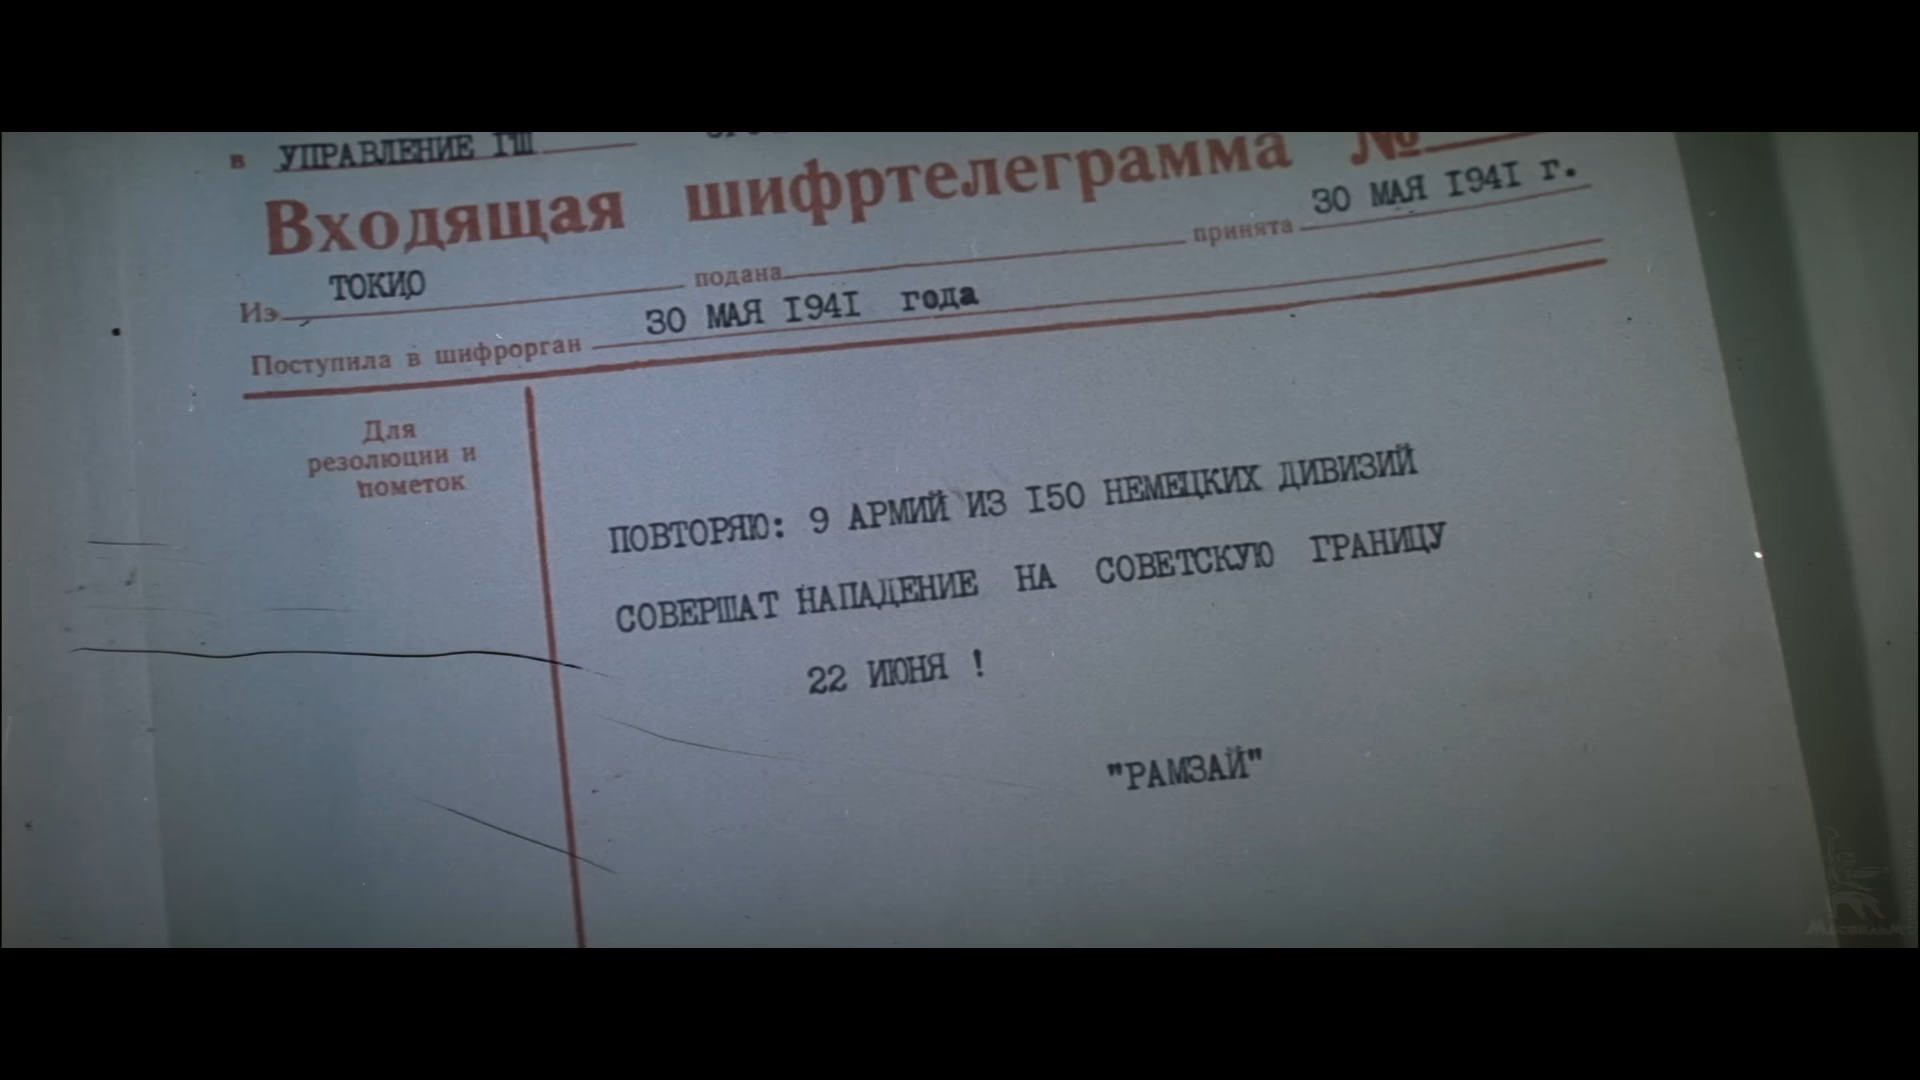 в УПРАВЛЕНИЕ ГШ
Входящая шифртелеграмма №
Из ТОКИО подана принята 30 МАЯ 1941 г.
Поступила в шифрорган 30 МАЯ 1941 года
Для
резолюции и
пометок
ПОВТОРЯЮ: 9 АРМИЙ ИЗ 150 НЕМЕЦКИХ ДИВИЗИЙ
СОВЕРШАТ НАПАДЕНИЕ НА СОВЕТСКУЮ ГРАНИЦУ
22 ИЮНЯ !
"РАМЗАЙ"
МОСФИЛЬМ